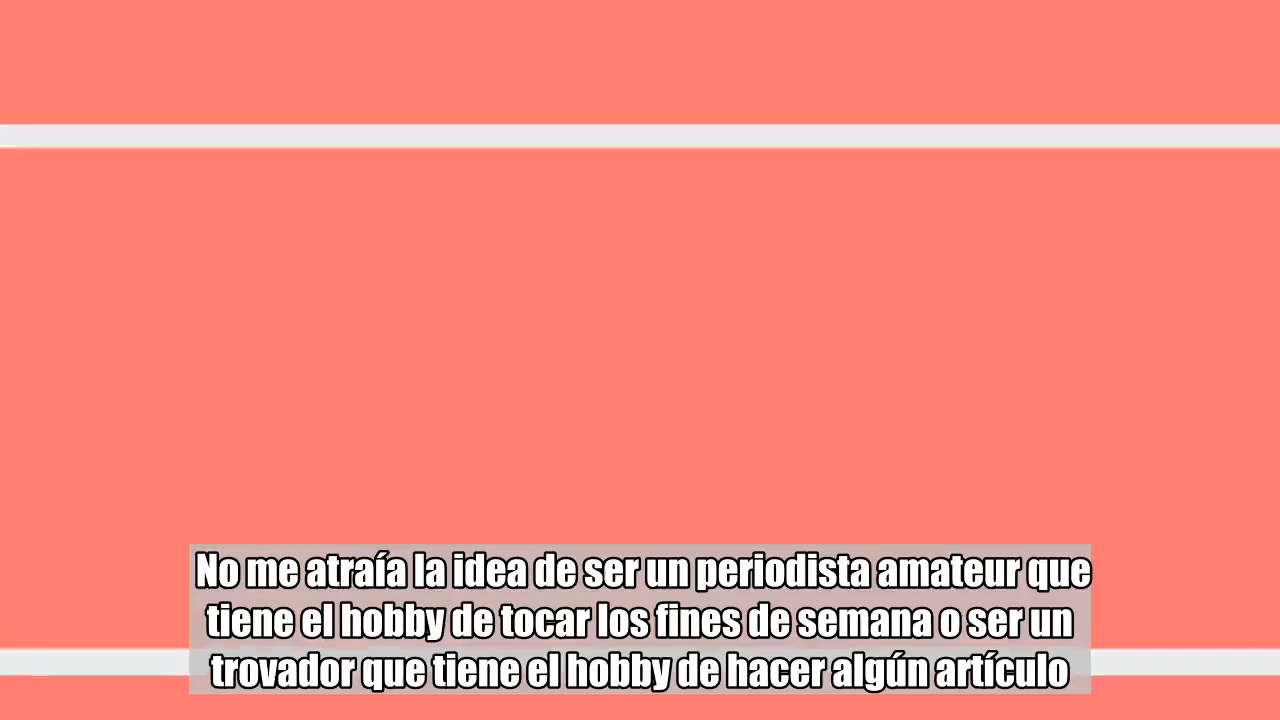 No me atraía la idea de ser un periodista amateur que
tiene el hobby de tocar los fines de semana o ser un
trovador que tiene el hobby de hacer algún artículo